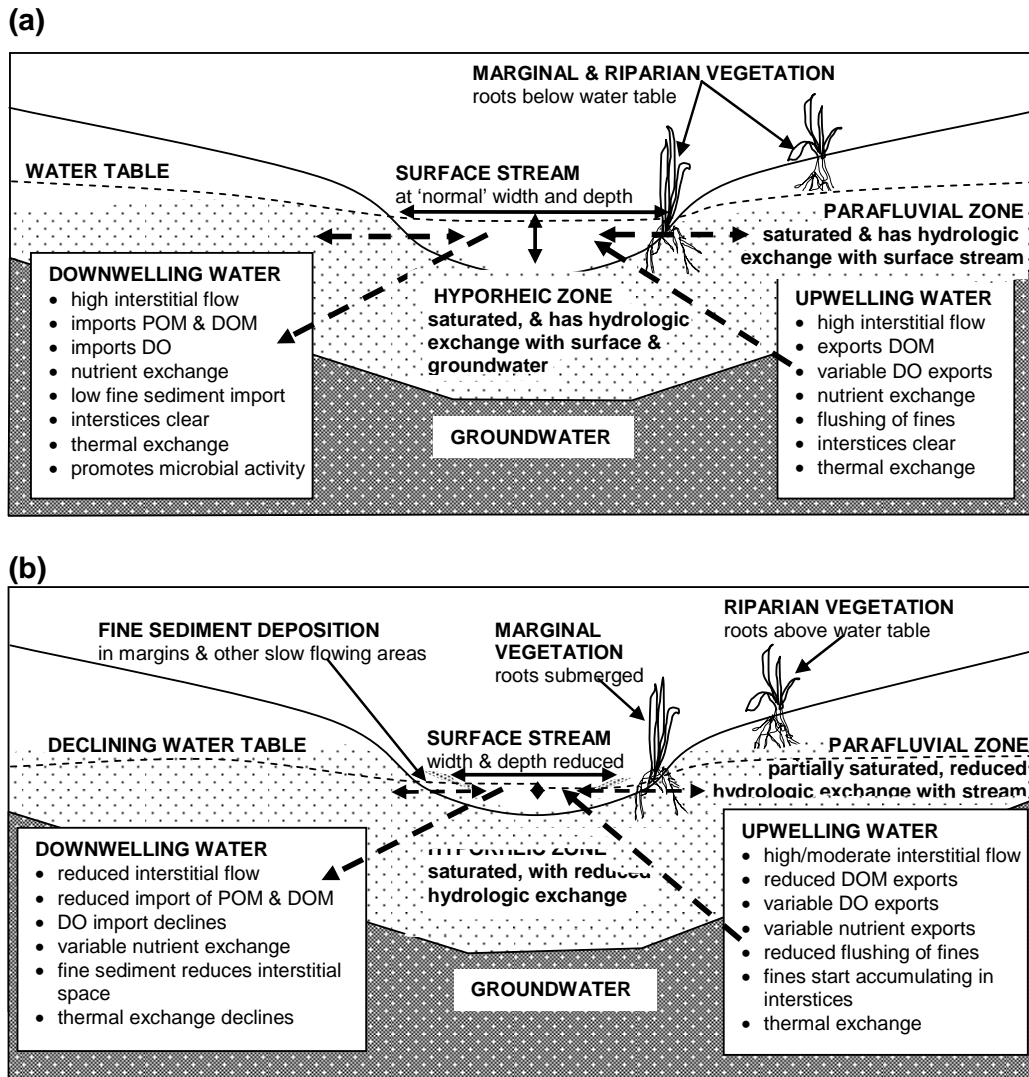 (a)
MARGINAL & RIPARIAN VEGETATION
roots below water table
WATER TABLE
SURFACE STREAM
at ‘normal’ width and depth
PARAFLUVIAL ZONE
saturated & has hydrologic
exchange with surface stream
DOWNWELLING WATER
• high interstitial flow
• imports POM & DOM
• imports DO
• nutrient exchange
• low fine sediment import
• interstices clear
• thermal exchange
• promotes microbial activity
HYPORHEIC ZONE
saturated, & has hydrologic
exchange with surface &
groundwater
UPWELLING WATER
• high interstitial flow
• exports DOM
• variable DO exports
• nutrient exchange
• flushing of fines
• interstices clear
• thermal exchange
GROUNDWATER
(b)
FINE SEDIMENT DEPOSITION
in margins & other slow flowing areas
MARGINAL
VEGETATION
roots submerged
RIPARIAN VEGETATION
roots above water table
DECLINING WATER TABLE
SURFACE STREAM
width & depth reduced
PARAFLUVIAL ZONE
partially saturated, reduced
hydrologic exchange with stream
DOWNWELLING WATER
• reduced interstitial flow
• reduced import of POM & DOM
• DO import declines
• variable nutrient exchange
• fine sediment reduces interstitial
space
• thermal exchange declines
HYPORHEIC ZONE
saturated, with reduced
hydrologic exchange
UPWELLING WATER
• high/moderate interstitial flow
• reduced DOM exports
• variable DO exports
• variable nutrient exports
• reduced flushing of fines
• fines start accumulating in
interstices
• thermal exchange
GROUNDWATER